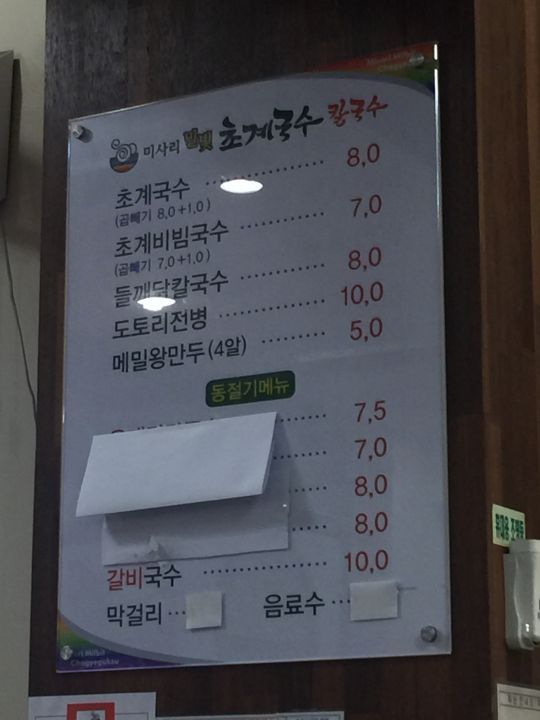 미사리 밀빛 초계국수 칼국수
초계국수 ············ 8,0
(곱빼기 8,0+1,0)
초계비빔국수 ········ 7,0
(곱빼기 7,0+1,0)
들깨닭칼국수 ········ 8,0
도토리전병 ·········· 10,0
메밀왕만두(4알) ······ 5,0
동절기메뉴
7,5
7,0
8,0
8,0
갈비국수 ············ 10,0
막걸리 ··· 음료수 ···
Chogyeguksu